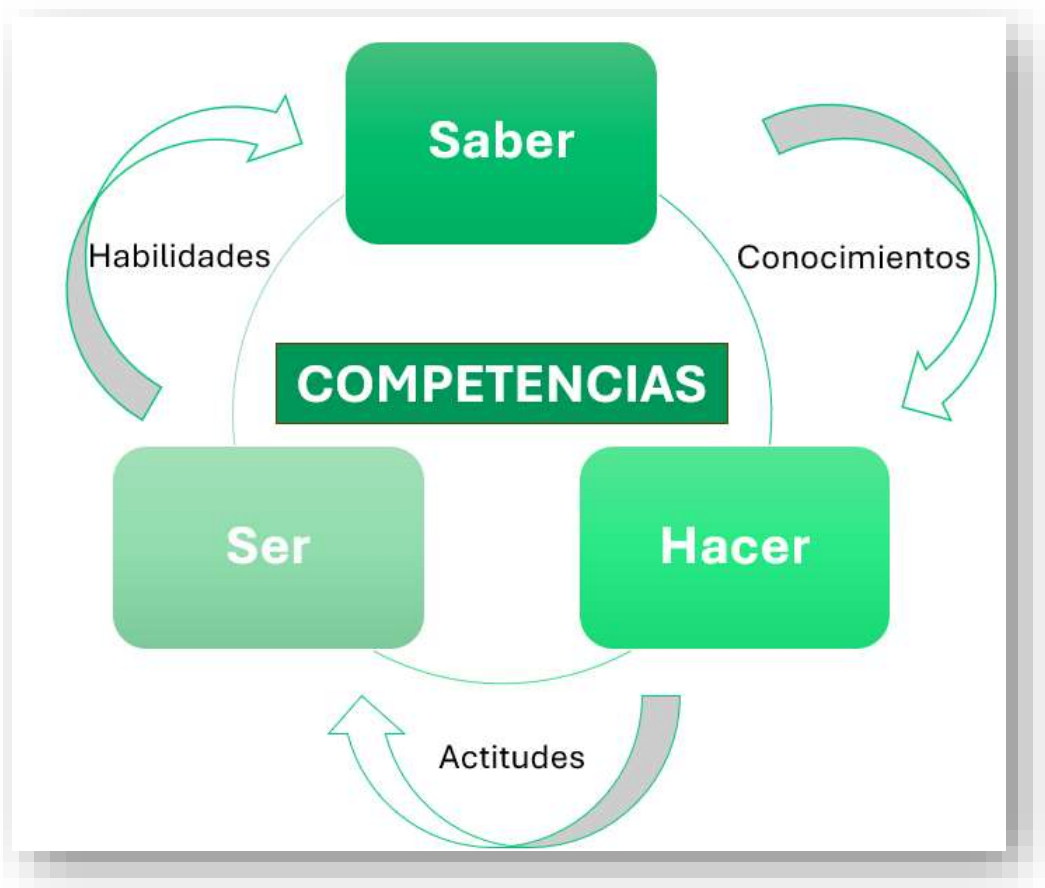 Saber
Habilidades
Conocimientos
COMPETENCIAS
Ser
Hacer
Actitudes